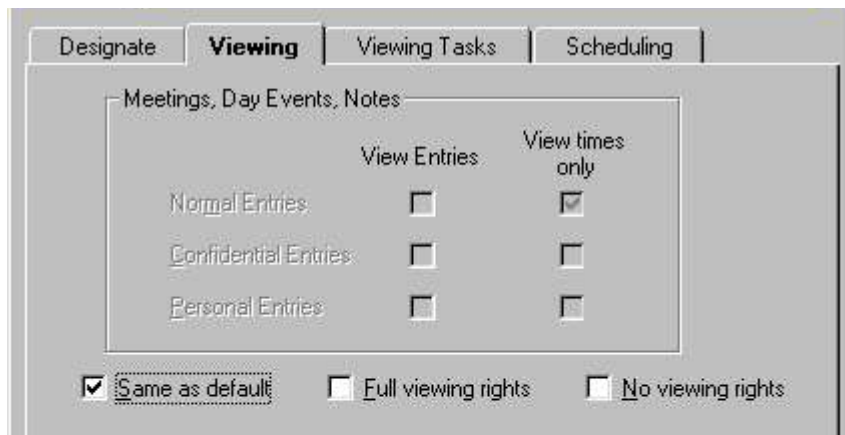 Designate Viewing Viewing Tasks Scheduling
Meetings, Day Events, Notes
View Entries View times only
Normal Entries
Confidential Entries
Personal Entries
Same as default Full viewing rights No viewing rights